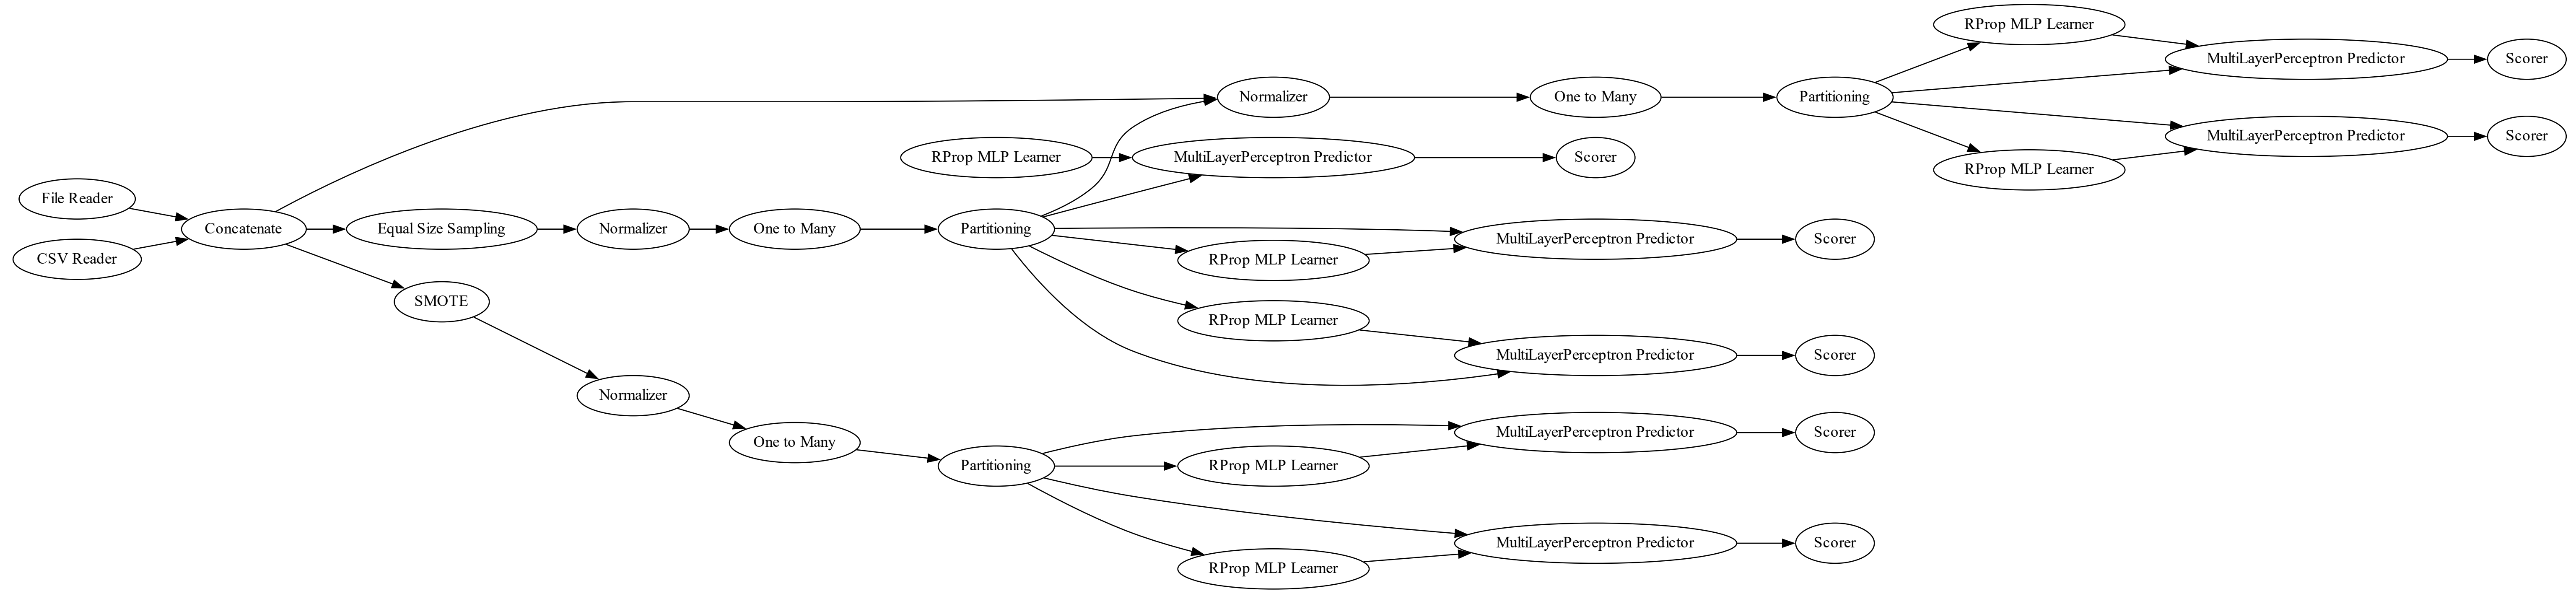 File Reader
CSV Reader
Concatenate
Equal Size Sampling
SMOTE
Normalizer
Normalizer
One to Many
One to Many
RProp MLP Learner
Partitioning
Partitioning
Normalizer
MultiLayerPerceptron Predictor
RProp MLP Learner
RProp MLP Learner
RProp MLP Learner
RProp MLP Learner
One to Many
Scorer
MultiLayerPerceptron Predictor
MultiLayerPerceptron Predictor
MultiLayerPerceptron Predictor
MultiLayerPerceptron Predictor
Partitioning
Scorer
Scorer
Scorer
Scorer
RProp MLP Learner
RProp MLP Learner
MultiLayerPerceptron Predictor
MultiLayerPerceptron Predictor
Scorer
Scorer